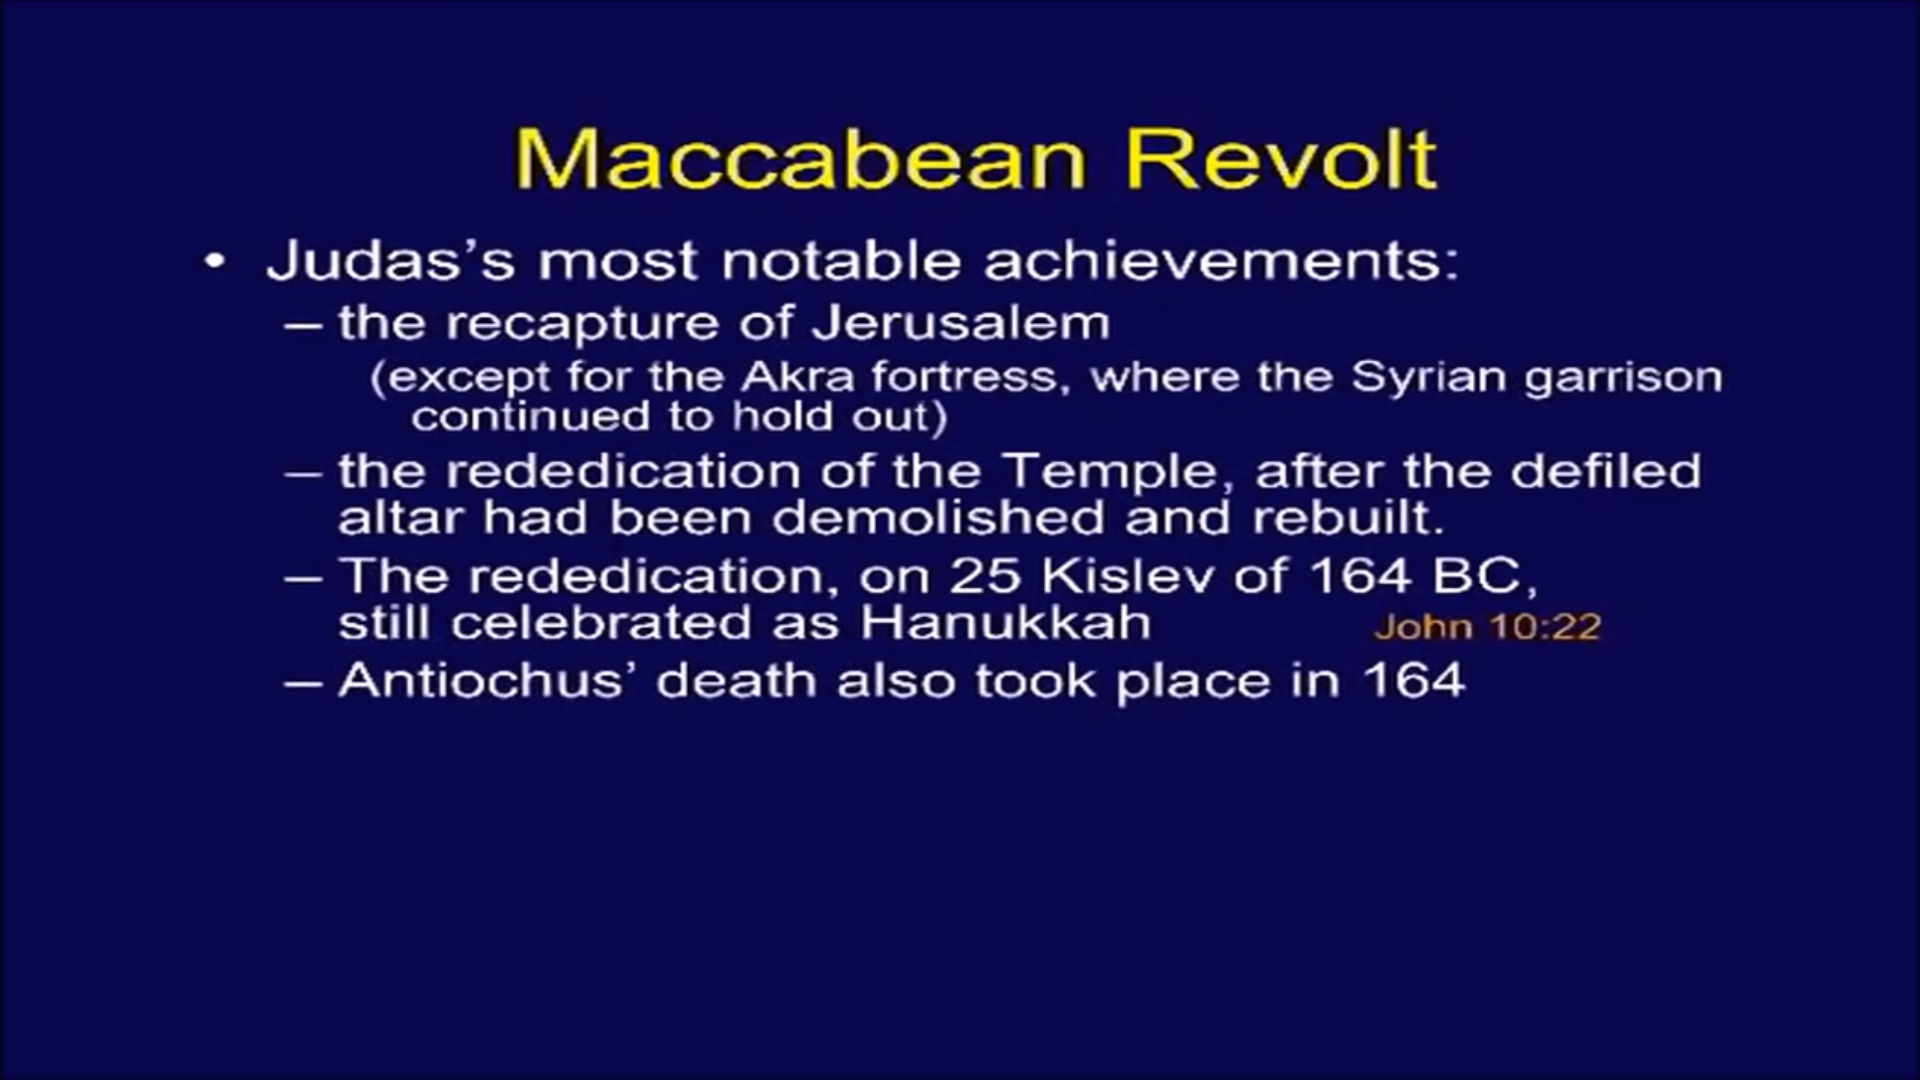 Maccabean Revolt
• Judas’s most notable achievements:
– the recapture of Jerusalem
(except for the Akra fortress, where the Syrian garrison
continued to hold out)
– the rededication of the Temple, after the defiled
altar had been demolished and rebuilt.
– The rededication, on 25 Kislev of 164 BC,
still celebrated as Hanukkah John 10:22
– Antiochus’ death also took place in 164